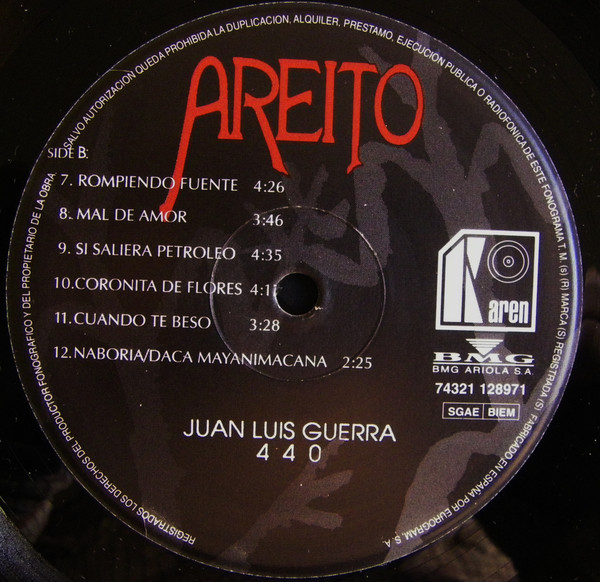 AREITO
SIDE B:
7. ROMPIENDO FUENTE 4:26
8. MAL DE AMOR 3:46
9. SI SALIERA PETROLEO 4:35
10.CORONITA DE FLORES
11.CUANDO TE BESO 3:28
12.NABORIA/DACA MAYANIMACANA 2:25
Karen
BMG
BMG ARIOLA S.A.
74321 128971
SGAE BIEM
JUAN LUIS GUERRA
4 4 0
REGISTRADOS LOS DERECHOS DEL PRODUCTOR FONOGRAFICO Y DEL PROPIETARIO DE LA OBRA. SALVO AUTORIZACION QUEDA PROHIBIDA LA DUPLICACION, ALQUILER, PRESTAMO, EJECUCION PUBLICA O RADIOFONICA DE ESTE FONOGRAMA T. M. (S) (R) MARCA (S) REGISTRADA (S) FABRICADO EN ESPAÑA POR EUROGRAM, S. A.